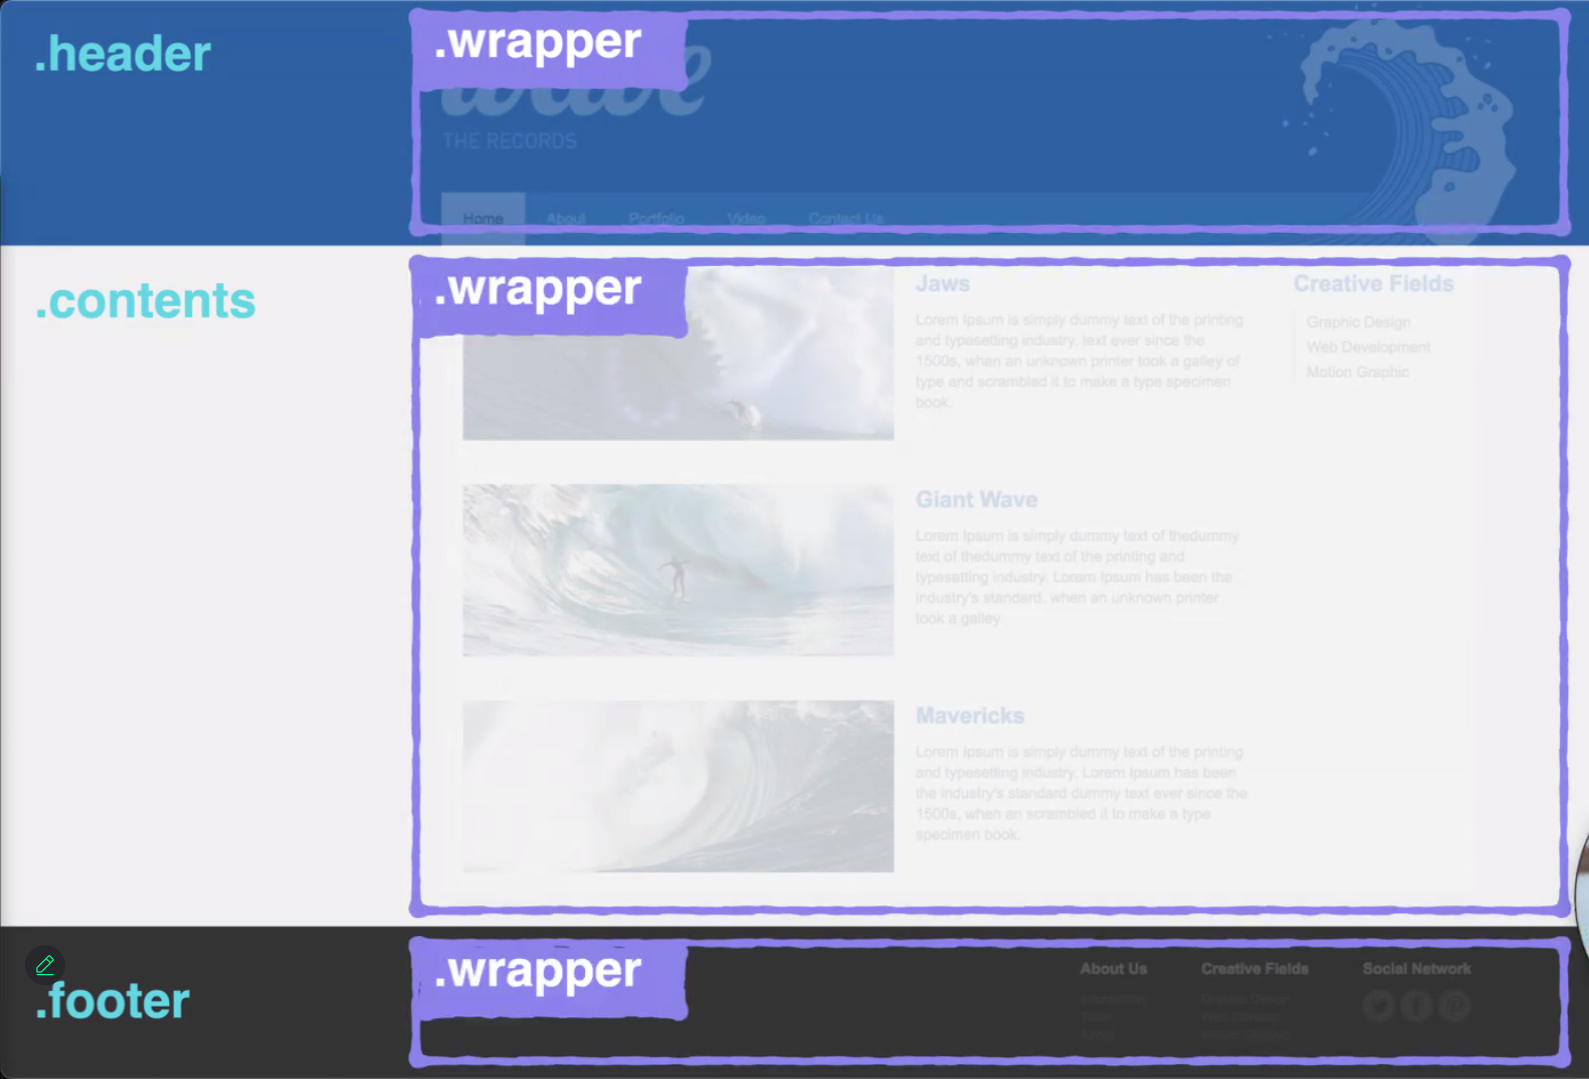 .header
.wrapper
wave
THE RECORDS
Home About Portfolio Video Contact Us
.contents
.wrapper
Jaws
Lorem Ipsum is simply dummy text of the printing
and typesetting industry. text ever since the
1500s, when an unknown printer took a galley of
type and scrambled it to make a type specimen
book.
Creative Fields
Graphic Design
Web Development
Motion Graphic
Giant Wave
Lorem Ipsum is simply dummy text of thedummy
text of thedummy text of the printing and
typesetting industry. Lorem Ipsum has been the
industry's standard. when an unknown printer
took a galley
Mavericks
Lorem Ipsum is simply dummy text of the printing
and typesetting industry. Lorem Ipsum has been
the industry's standard dummy text ever since the
1500s, when an scrambled it to make a type
specimen book.
.footer
.wrapper
About Us
Creative Fields
Social Network